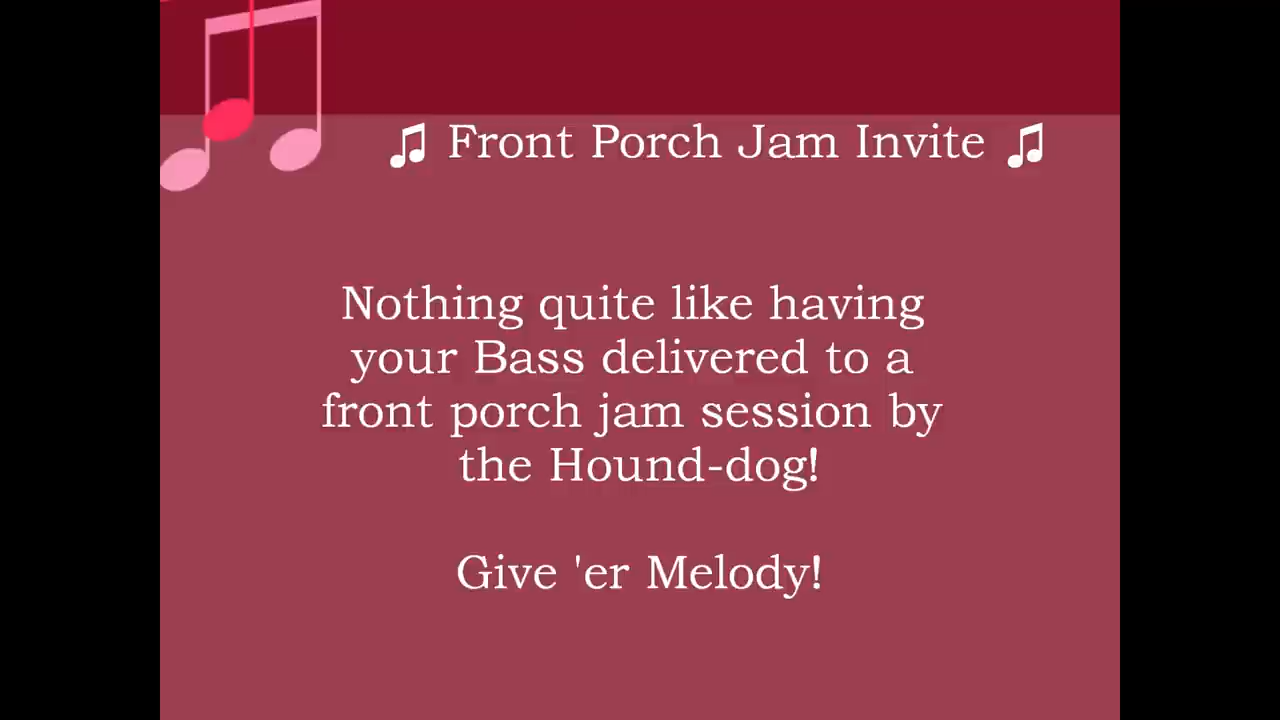 ♫ Front Porch Jam Invite ♫
Nothing quite like having
your Bass delivered to a
front porch jam session by
the Hound-dog!
Give 'er Melody!